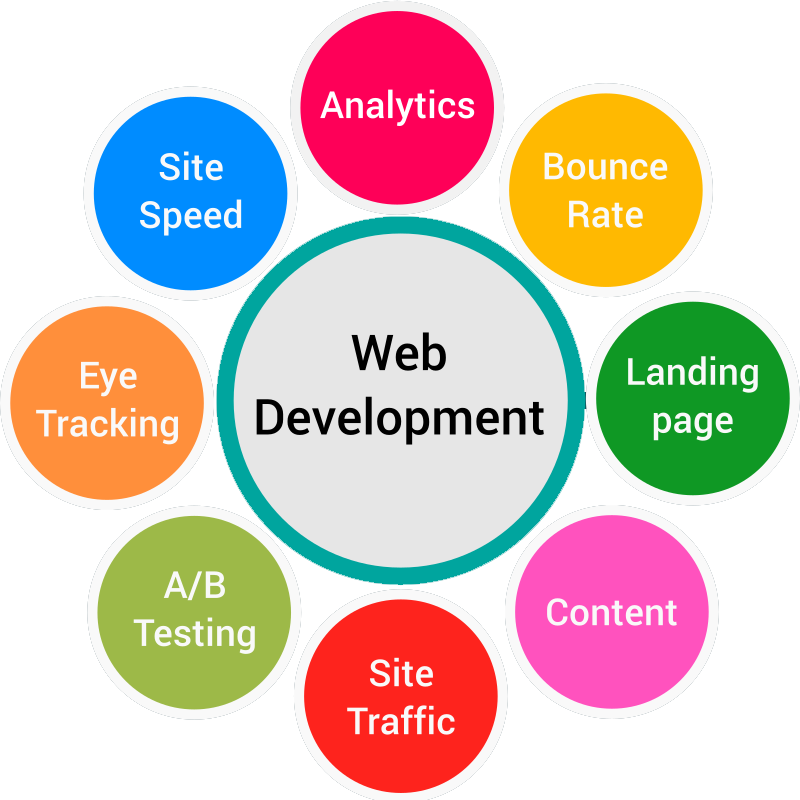 Analytics
Site
Speed
Bounce
Rate
Web
Development
Eye
Tracking
Landing
page
A/B
Testing
Content
Site
Traffic